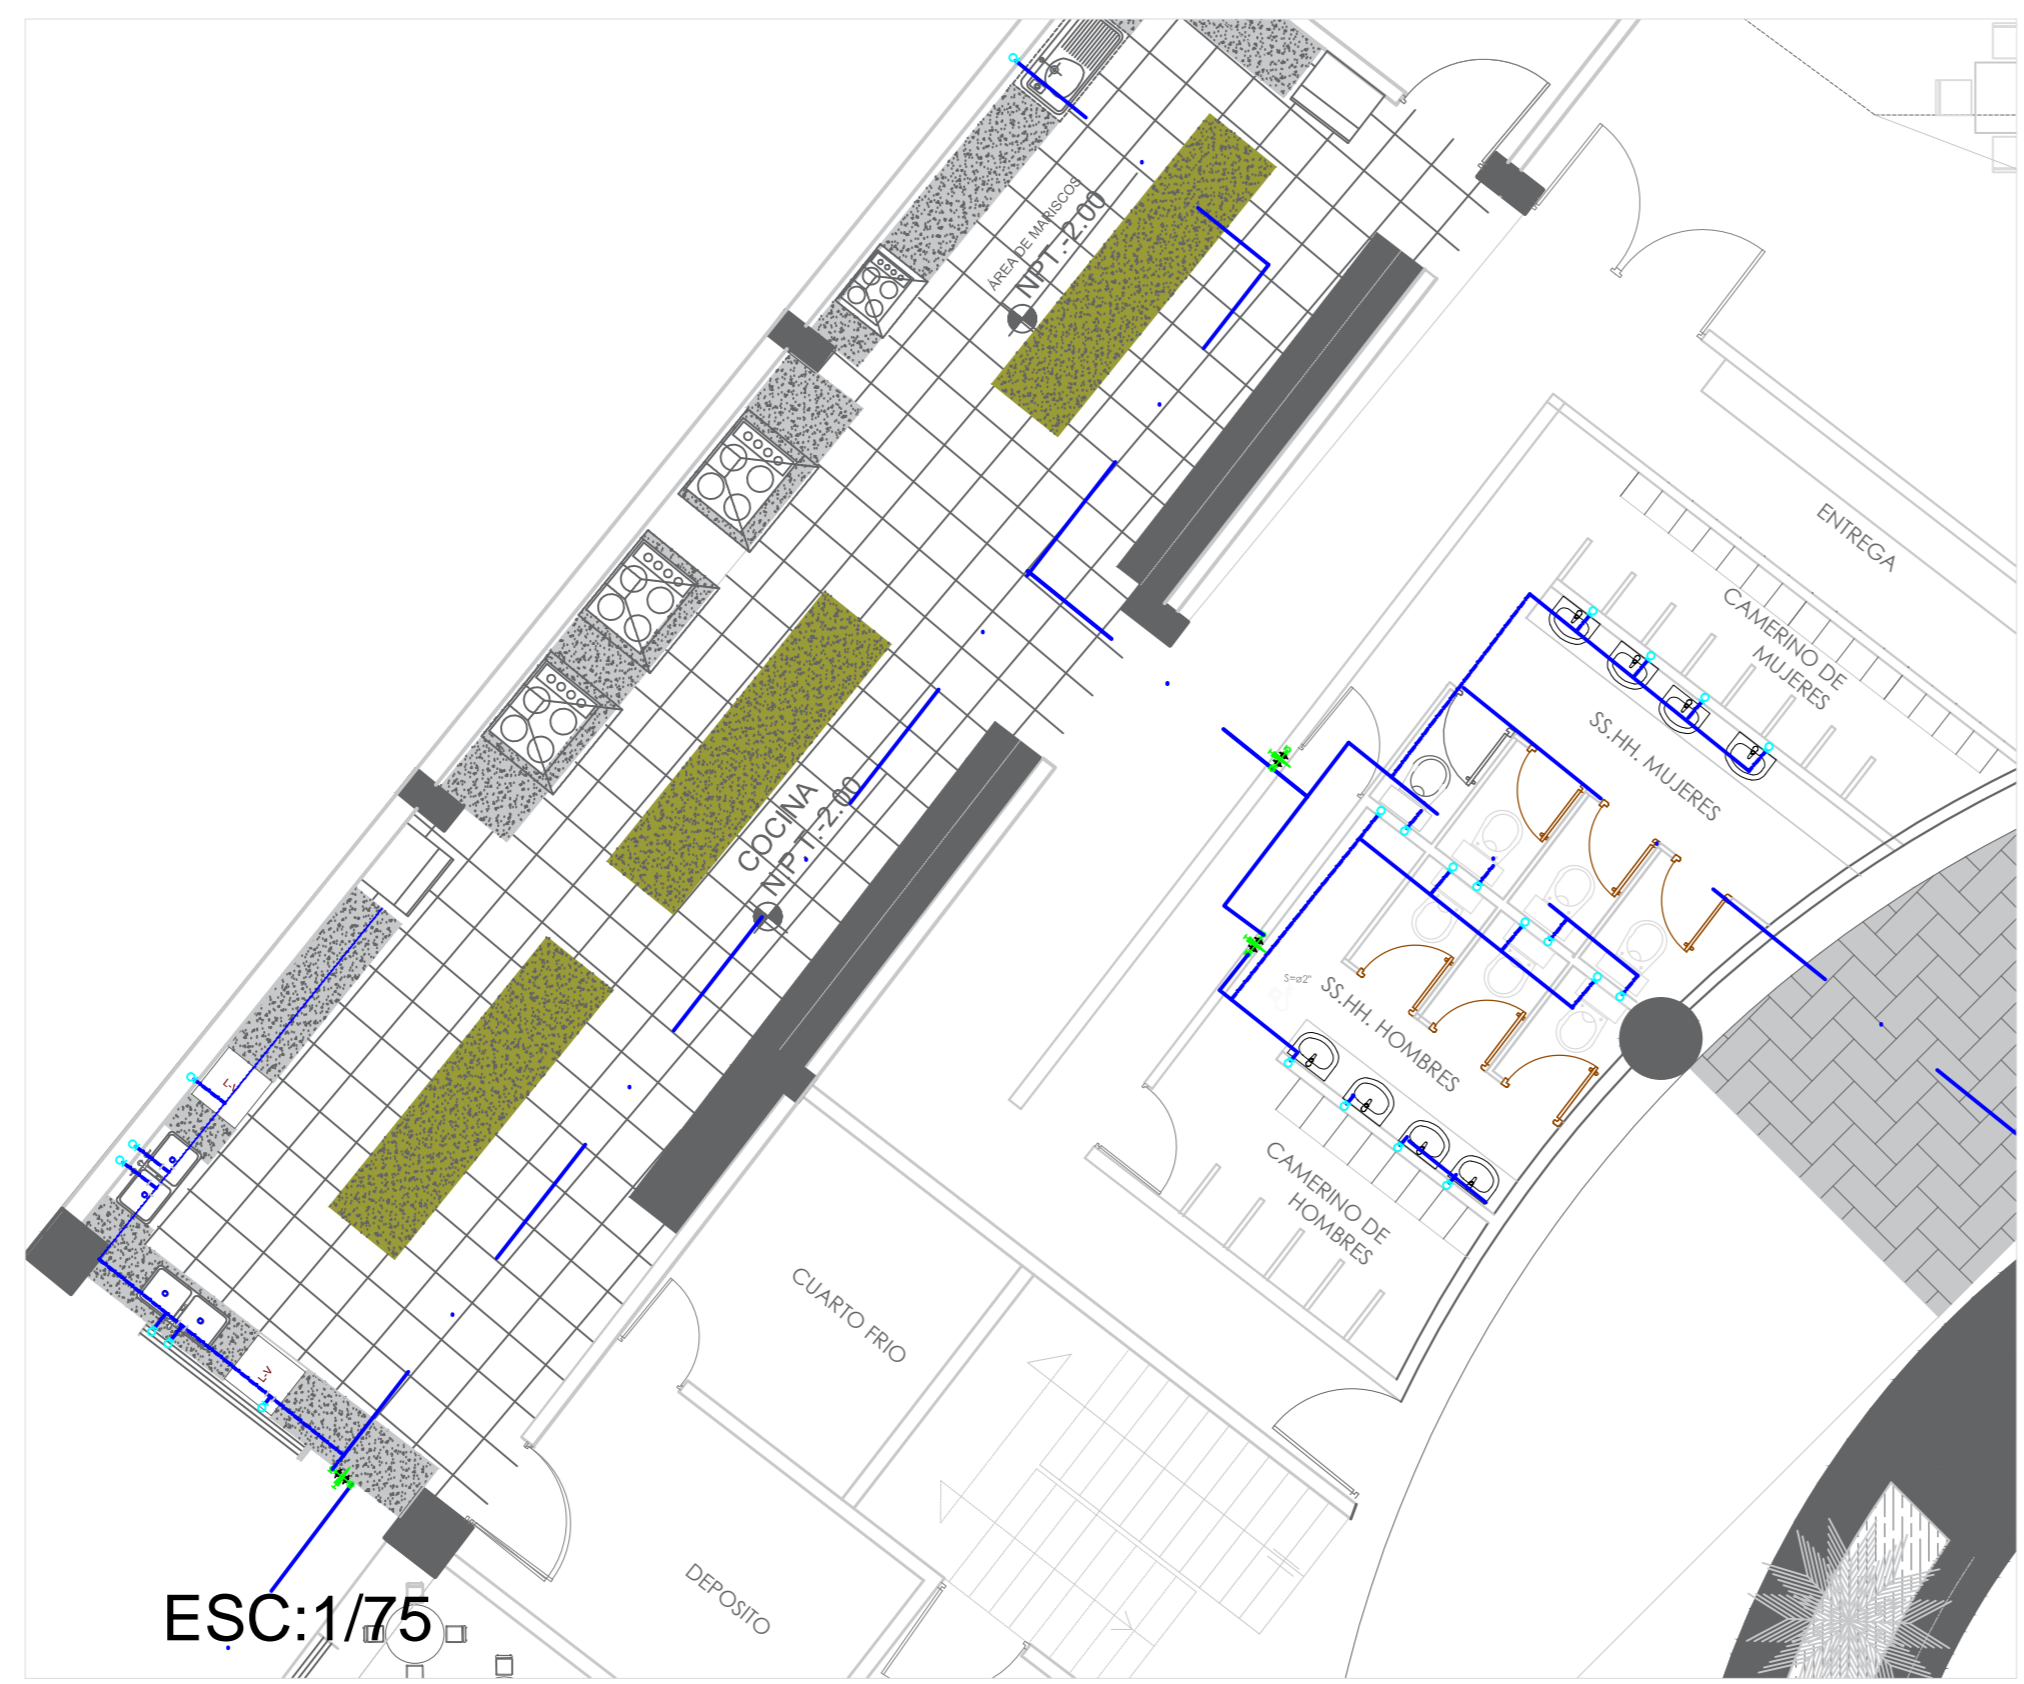 ÁREA DE MARISCOS
NPT.-2.00
ENTREGA
CAMERINO DE
MUJERES
SS.HH. MUJERES
COCINA
N.P.T.-2.00
S=ø2"
SS.HH. HOMBRES
CAMERINO DE
HOMBRES
L-V
L-V
CUARTO FRIO
DEPOSITO
ESC:1/75